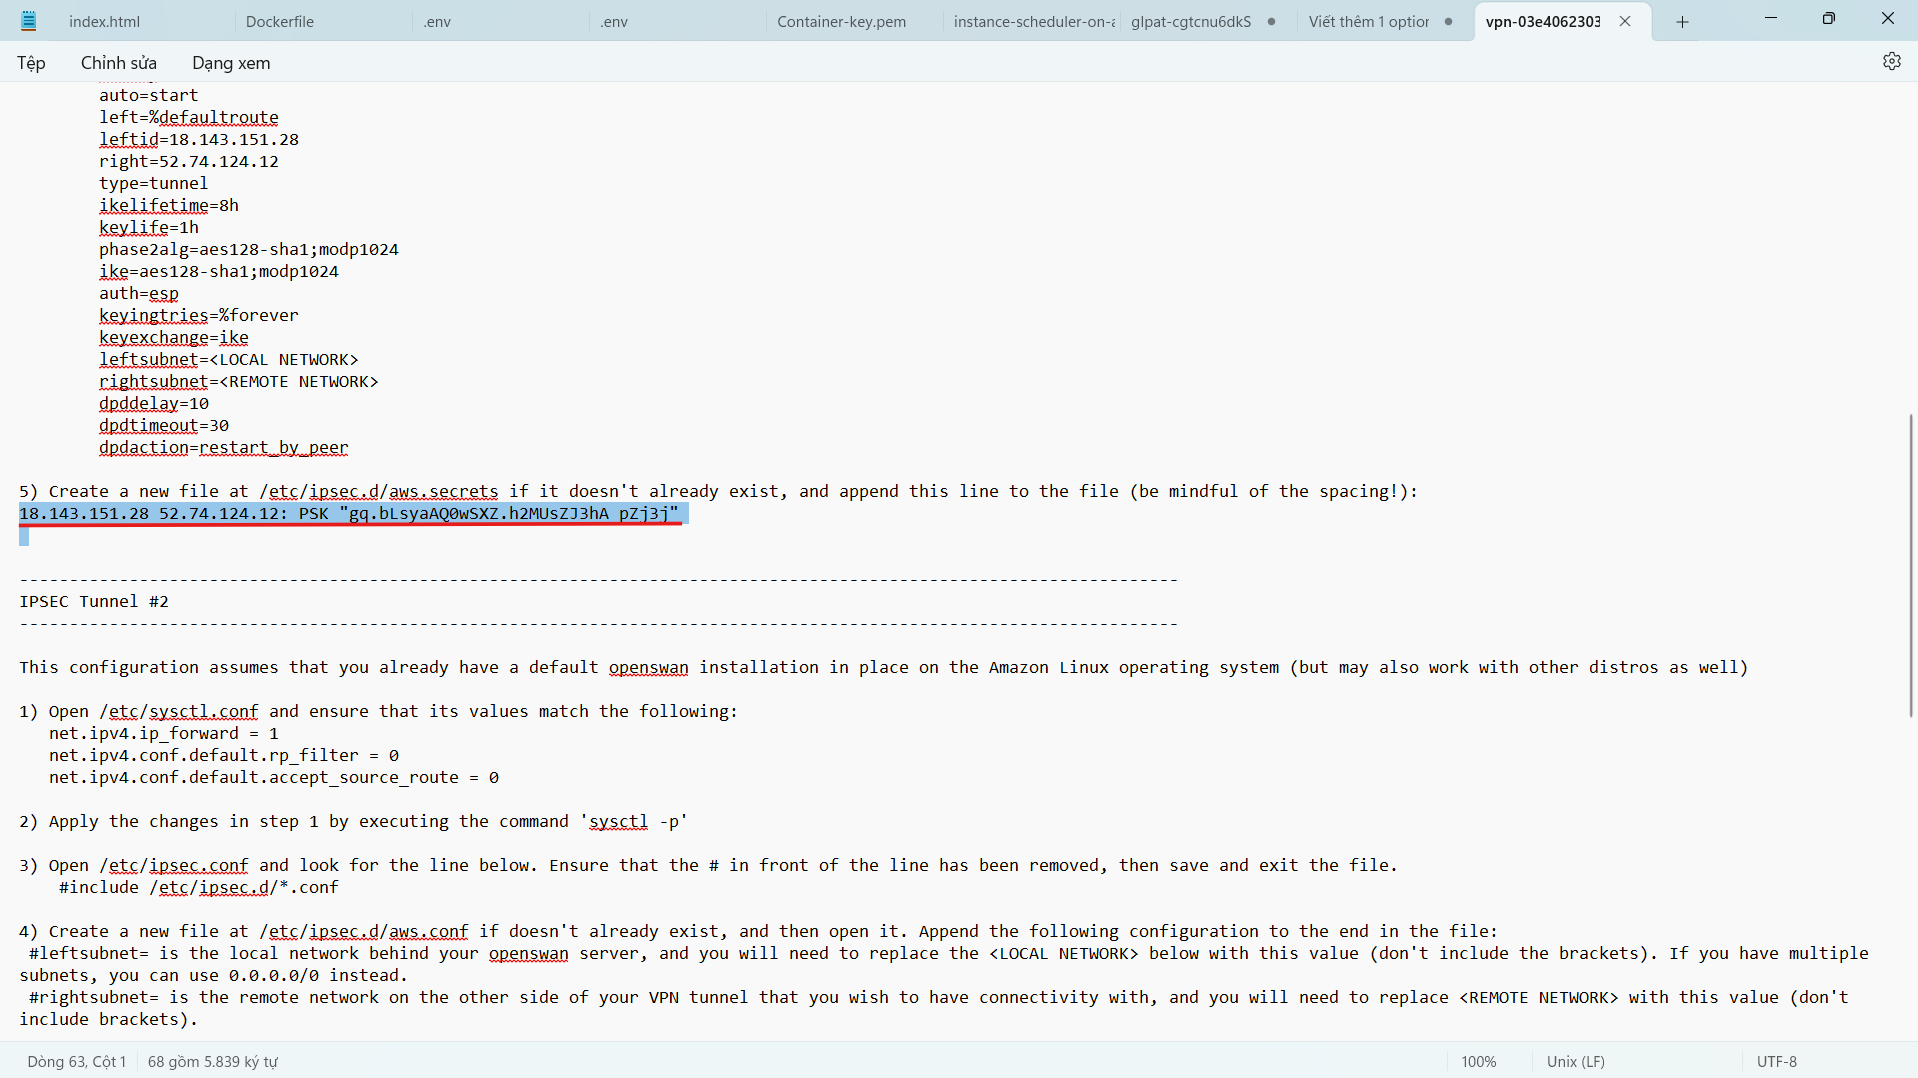 index.html
Dockerfile
.env
.env
Container-key.pem
instance-scheduler-on-a
glpat-cgtcnu6dkS
Viết thêm 1 option
vpn-03e4062303
Tệp
Chỉnh sửa
Dạng xem
auto=start
left=%defaultroute
leftid=18.143.151.28
right=52.74.124.12
type=tunnel
ikelifetime=8h
keylife=1h
phase2alg=aes128-sha1;modp1024
ike=aes128-sha1;modp1024
auth=esp
keyingtries=%forever
keyexchange=ike
leftsubnet=<LOCAL NETWORK>
rightsubnet=<REMOTE NETWORK>
dpddelay=10
dpdtimeout=30
dpdaction=restart_by_peer
5) Create a new file at /etc/ipsec.d/aws.secrets if it doesn't already exist, and append this line to the file (be mindful of the spacing!):
18.143.151.28 52.74.124.12: PSK "gq.bLsyaAQ0wSXZ.h2MUsZJ3hA_pZj3j"
--------------------------------------------------------------------------------------------------------------------
IPSEC Tunnel #2
--------------------------------------------------------------------------------------------------------------------
This configuration assumes that you already have a default openswan installation in place on the Amazon Linux operating system (but may also work with other distros as well)
1) Open /etc/sysctl.conf and ensure that its values match the following:
net.ipv4.ip_forward = 1
net.ipv4.conf.default.rp_filter = 0
net.ipv4.conf.default.accept_source_route = 0
2) Apply the changes in step 1 by executing the command 'sysctl -p'
3) Open /etc/ipsec.conf and look for the line below. Ensure that the # in front of the line has been removed, then save and exit the file.
#include /etc/ipsec.d/*.conf
4) Create a new file at /etc/ipsec.d/aws.conf if doesn't already exist, and then open it. Append the following configuration to the end in the file:
#leftsubnet= is the local network behind your openswan server, and you will need to replace the <LOCAL NETWORK> below with this value (don't include the brackets). If you have multiple
subnets, you can use 0.0.0.0/0 instead.
#rightsubnet= is the remote network on the other side of your VPN tunnel that you wish to have connectivity with, and you will need to replace <REMOTE NETWORK> with this value (don't
include brackets).
Dòng 63, Cột 1
68 gồm 5.839 ký tự
100%
Unix (LF)
UTF-8